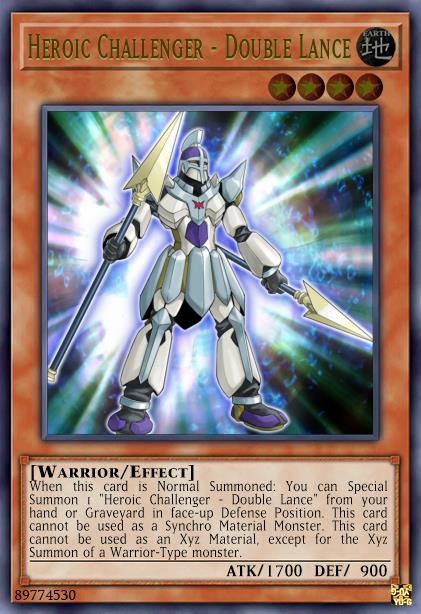 Heroic Challenger - Double Lance
EARTH
地
[Warrior/Effect]
When this card is Normal Summoned: You can Special
Summon 1 "Heroic Challenger - Double Lance" from your
hand or Graveyard in face-up Defense Position. This card
cannot be used as a Synchro Material Monster. This card
cannot be used as an Xyz Material, except for the Xyz
Summon of a Warrior-Type monster.
ATK/1700 DEF/ 900
89774530